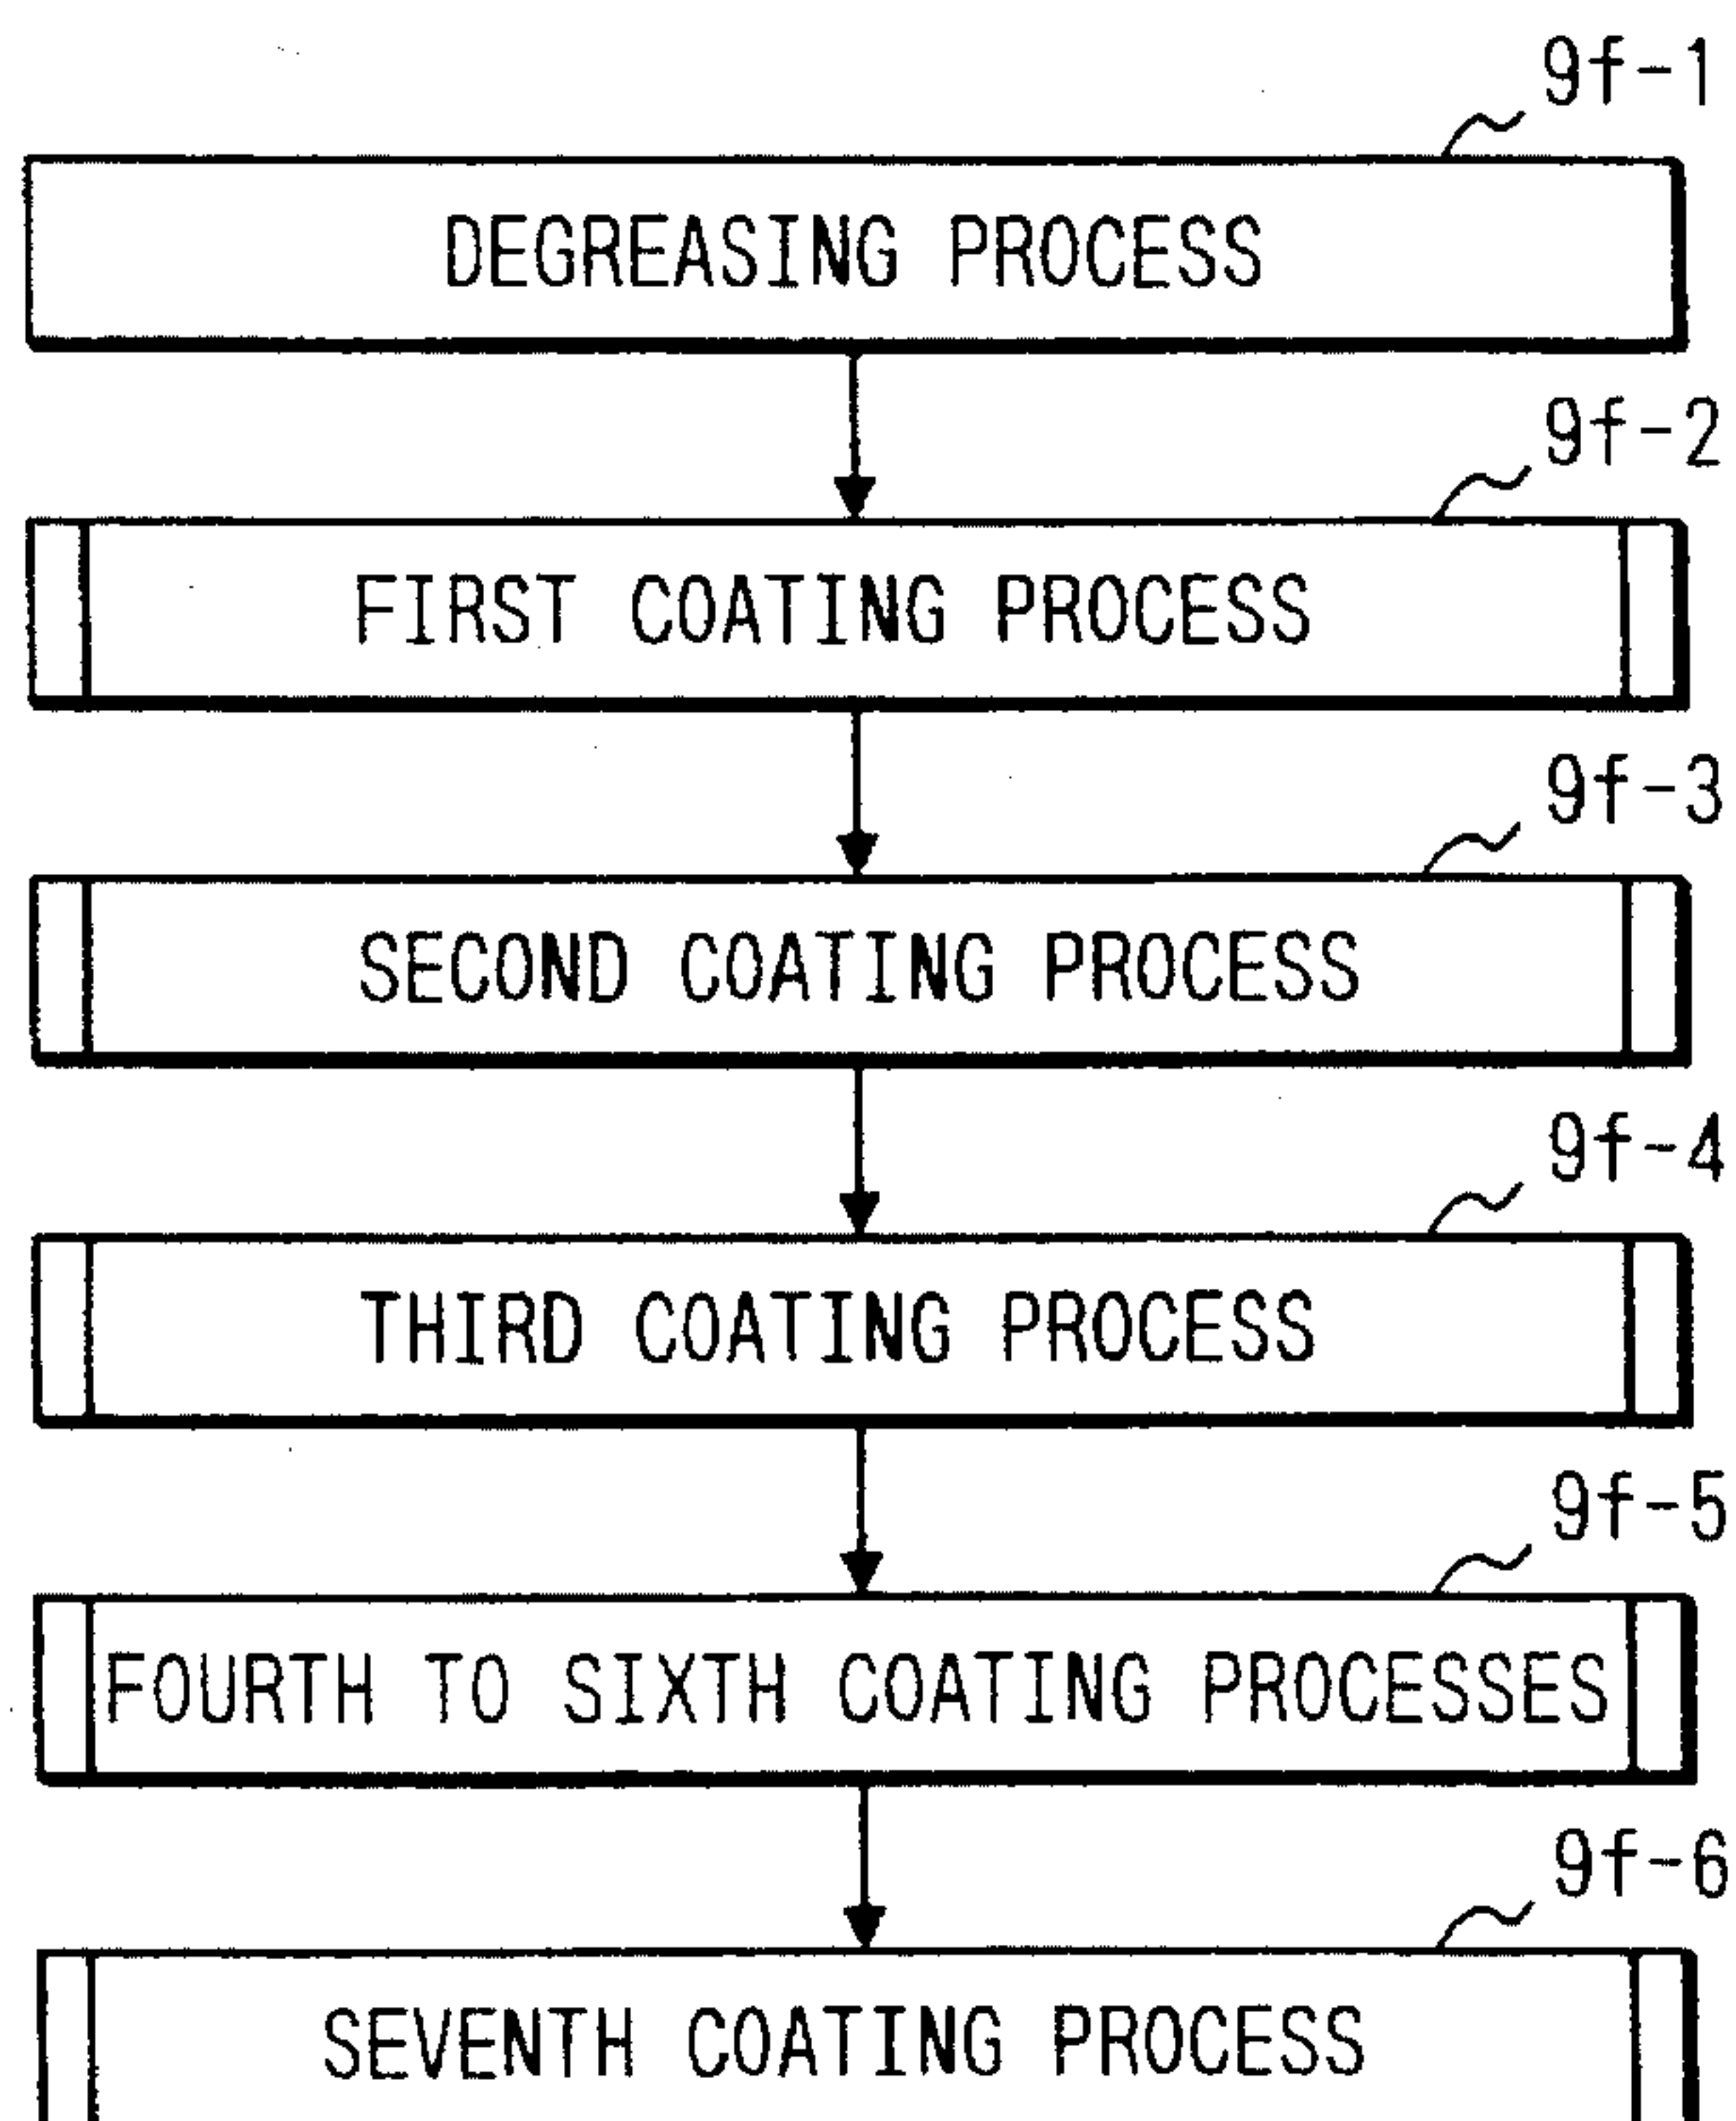 9f-1
DEGREASING PROCESS
9f-2
FIRST COATING PROCESS
9f-3
SECOND COATING PROCESS
9f-4
THIRD COATING PROCESS
9f-5
FOURTH TO SIXTH COATING PROCESSES
9f-6
SEVENTH COATING PROCESS